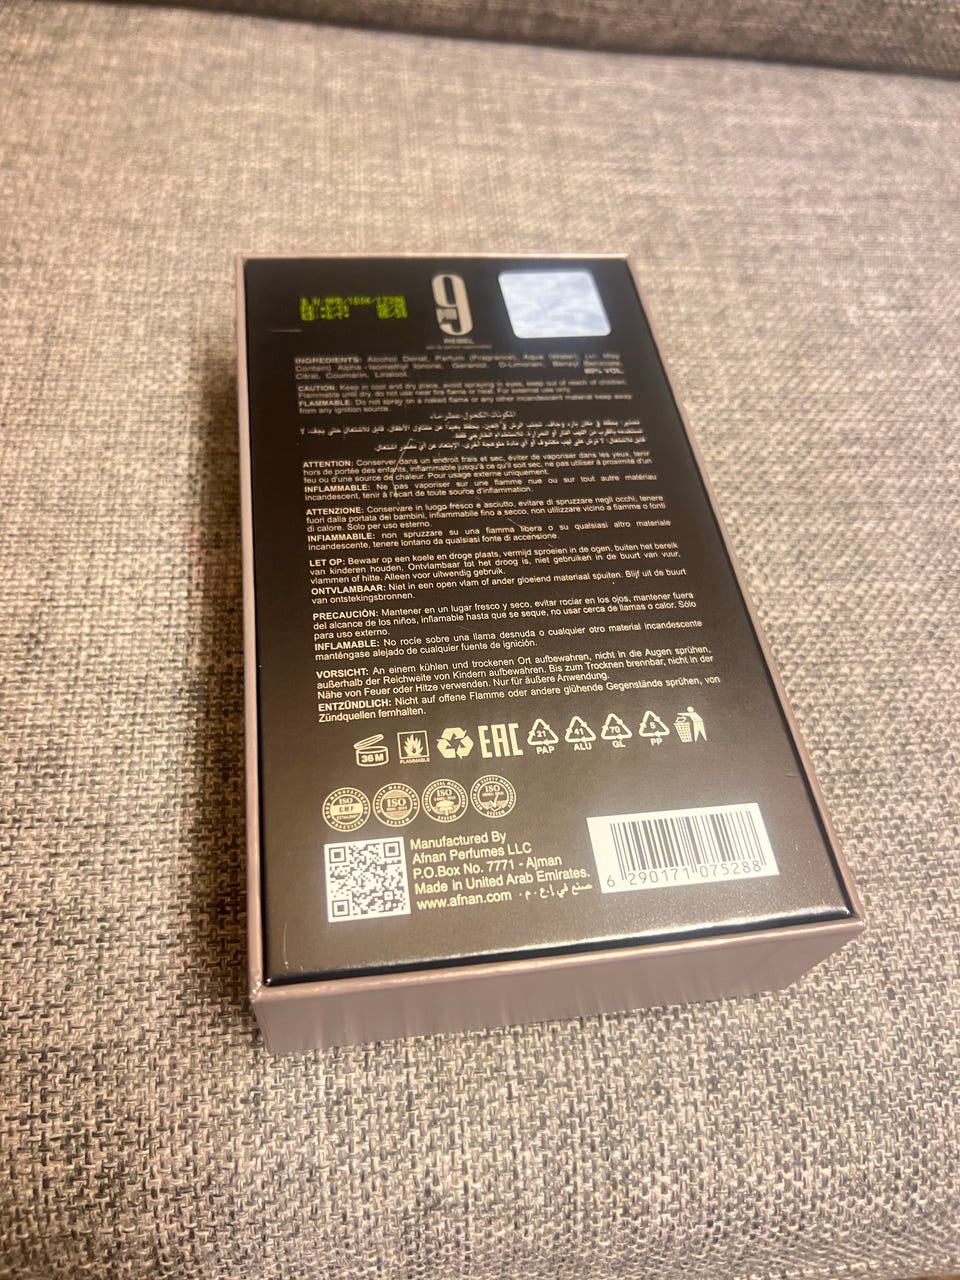 9
pm
REBEL
INGREDIENTS: Alcohol Denat, Parfum (Fragrance), Aqua (Water), (+/- May
Contain) Alpha-Isomethyl Ionone, Geraniol, D-Limonen, Benzyl Benzoate,
Citral, Coumarin, Linalool. 80% VOL.
CAUTION: Keep in cool and dry place, avoid spraying in eyes, keep out of reach of children.
Flammable until dry, do not use near fire flame or heat. For external use only.
FLAMMABLE: Do not spray on a naked flame or any other incandescent material keep away
from any ignition source.
ATTENTION: Conserver dans un endroit frais et sec, éviter de vaporiser dans les yeux, tenir
hors de portée des enfants, inflammable jusqu'à ce qu'il soit sec, ne pas utiliser à proximité d'un
feu ou d'une source de chaleur. Pour usage externe uniquement.
INFLAMMABLE: Ne pas vaporiser sur une flamme nue ou sur tout autre matériau
incandescent, tenir à l'écart de toute source d'inflammation.
ATTENZIONE: Conservare in luogo fresco e asciutto, evitare di spruzzare negli occhi, tenere
fuori dalla portata dei bambini, infiammabile fino a secco, non utilizzare vicino a fiamme o fonti
di calore. Solo per uso esterno.
INFIAMMABILE: non spruzzare su una fiamma libera o su qualsiasi altro materiale
incandescente, tenere lontano da qualsiasi fonte di accensione.
LET OP: Bewaar op een koele en droge plaats, vermijd sproeien in de ogen, buiten het bereik
van kinderen houden, Ontvlambaar tot het droog is, niet gebruiken in de buurt van vuur,
vlammen of hitte. Alleen voor uitwendig gebruik.
ONTVLAMBAAR: Niet in een open vlam of ander gloeiend materiaal spuiten. Blijf uit de buurt
van ontstekingsbronnen.
PRECAUCIÓN: Mantener en un lugar fresco y seco, evitar rociar en los ojos, mantener fuera
del alcance de los niños, inflamable hasta que se seque, no usar cerca de llamas o calor. Sólo
para uso externo.
INFLAMABLE: No rocíe sobre una llama desnuda o cualquier otro material incandescente
manténgase alejado de cualquier fuente de ignición.
VORSICHT: An einem kühlen und trockenen Ort aufbewahren, nicht in die Augen sprühen,
außerhalb der Reichweite von Kindern aufbewahren. Bis zum Trocknen brennbar, nicht in der
Nähe von Feuer oder Hitze verwenden. Nur für äußere Anwendung.
ENTZÜNDLICH: Nicht auf offene Flamme oder andere glühende Gegenstände sprühen, von
Zündquellen fernhalten.
36M FLAMMABLE EAC 21 PAP 41 ALU 70 GL 5 PP
ISO GMP ISO ISO ISO
Manufactured By
Afnan Perfumes LLC
P.O.Box No. 7771 - Ajman
Made in United Arab Emirates.
www.afnan.com صنع في إ.ع.م.
6 290171 075288